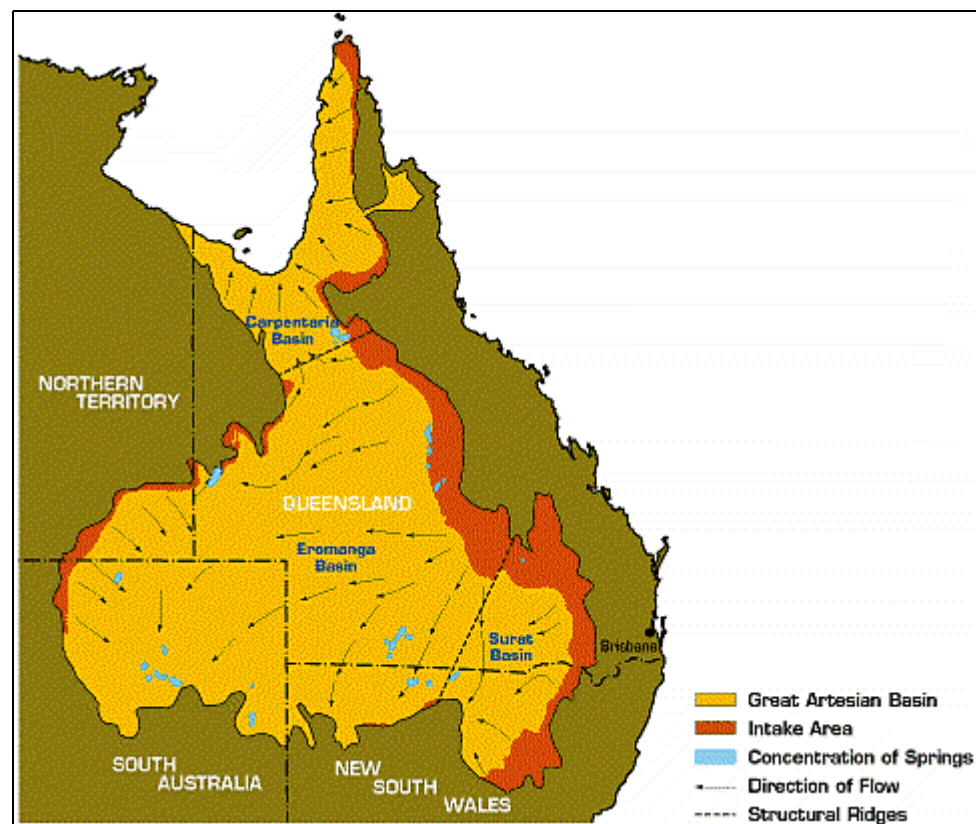 Carpentaria
Basin
NORTHERN
TERRITORY
QUEENSLAND
Eromanga
Basin
Surat
Basin
Brisbane
SOUTH
AUSTRALIA
NEW
SOUTH
WALES
Great Artesian Basin
Intake Area
Concentration of Springs
Direction of Flow
Structural Ridges